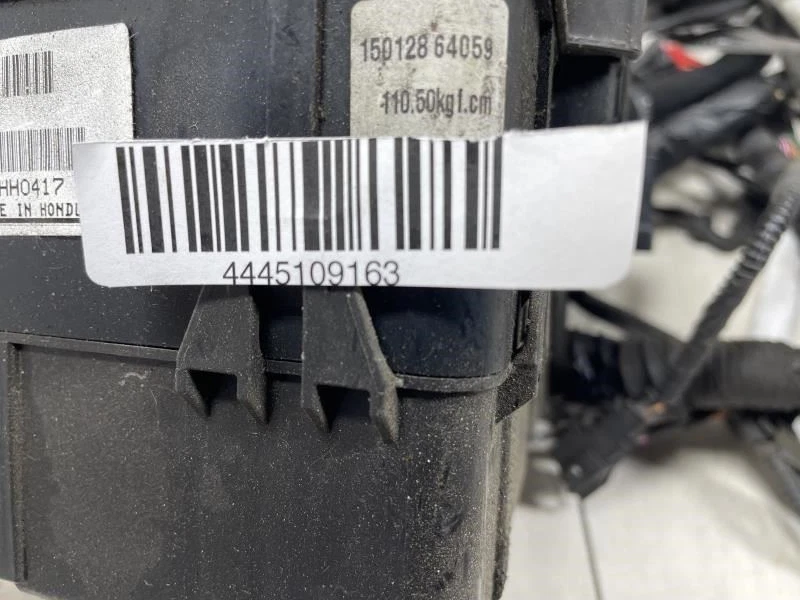 150128 64059
110.50kgf.cm
HH0417
E IN HONDU
4445109163